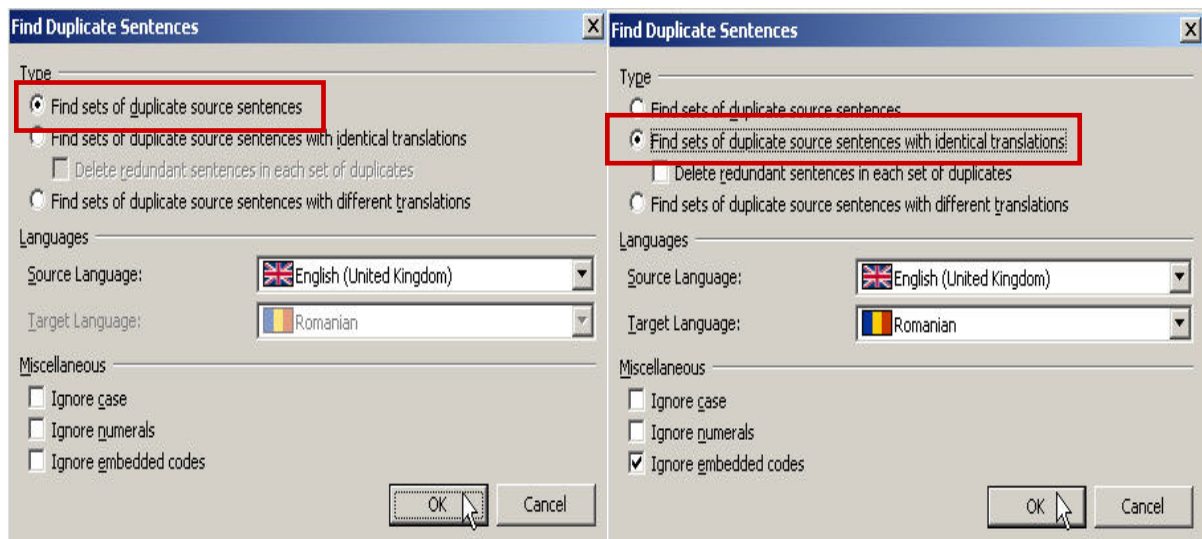 Find Duplicate Sentences
Type
Find sets of duplicate source sentences
Find sets of duplicate source sentences with identical translations
Delete redundant sentences in each set of duplicates
Find sets of duplicate source sentences with different translations
Languages
Source Language: English (United Kingdom)
Target Language: Romanian
Miscellaneous
Ignore case
Ignore numerals
Ignore embedded codes
OK Cancel
Find Duplicate Sentences
Type
Find sets of duplicate source sentences
Find sets of duplicate source sentences with identical translations
Delete redundant sentences in each set of duplicates
Find sets of duplicate source sentences with different translations
Languages
Source Language: English (United Kingdom)
Target Language: Romanian
Miscellaneous
Ignore case
Ignore numerals
Ignore embedded codes
OK Cancel